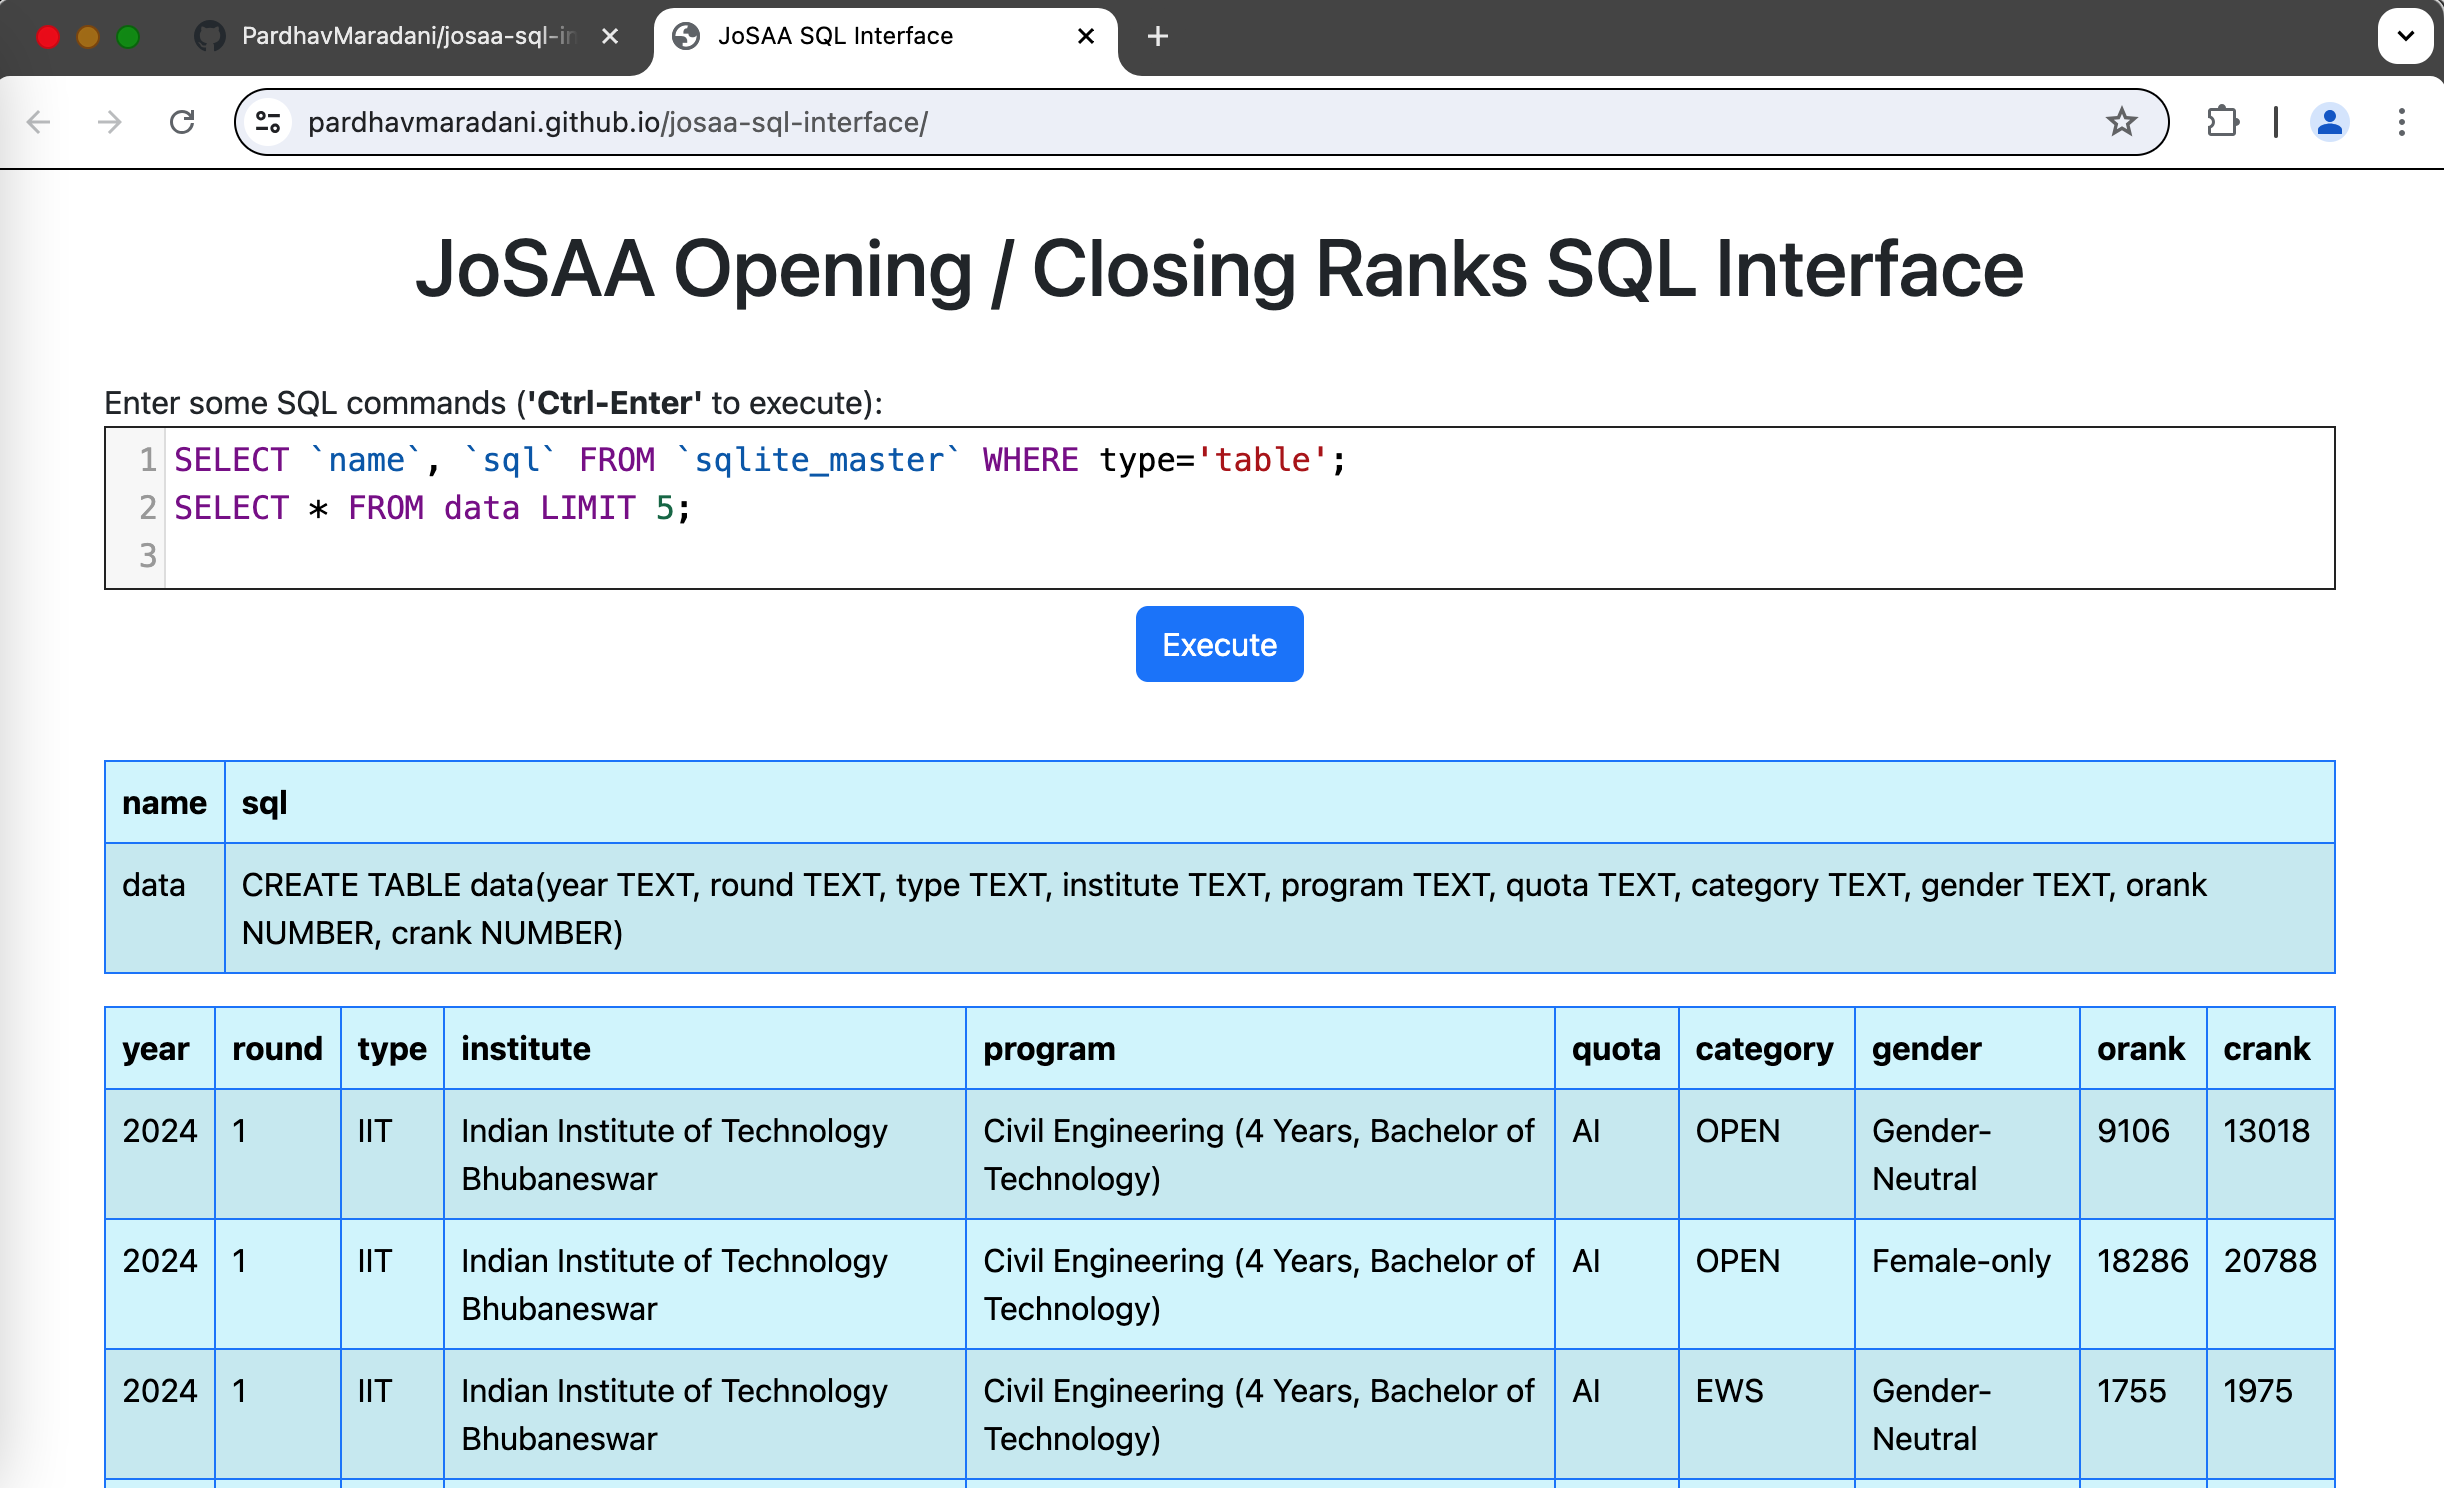 PardhavMaradani/josaa-sql-in
JoSAA SQL Interface
pardhavmaradani.github.io/josaa-sql-interface/
JoSAA Opening / Closing Ranks SQL Interface
Enter some SQL commands ('Ctrl-Enter' to execute):
1 SELECT `name`, `sql` FROM `sqlite_master` WHERE type='table';
2 SELECT * FROM data LIMIT 5;
3
Execute
name sql
data CREATE TABLE data(year TEXT, round TEXT, type TEXT, institute TEXT, program TEXT, quota TEXT, category TEXT, gender TEXT, orank
NUMBER, crank NUMBER)
year round type institute program quota category gender orank crank
2024 1 IIT Indian Institute of Technology Civil Engineering (4 Years, Bachelor of AI OPEN Gender- 9106 13018
Bhubaneswar Technology) Neutral
2024 1 IIT Indian Institute of Technology Civil Engineering (4 Years, Bachelor of AI OPEN Female-only 18286 20788
Bhubaneswar Technology)
2024 1 IIT Indian Institute of Technology Civil Engineering (4 Years, Bachelor of AI EWS Gender- 1755 1975
Bhubaneswar Technology) Neutral